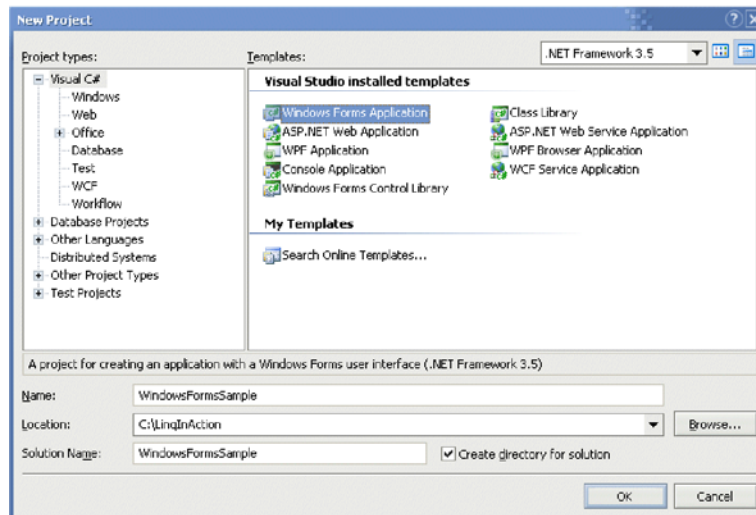 New Project
Project types:
Templates:
.NET Framework 3.5
Visual C#
Windows
Web
Office
Database
Test
WCF
Workflow
Database Projects
Other Languages
Distributed Systems
Other Project Types
Test Projects
Visual Studio installed templates
Windows Forms Application
Class Library
ASP.NET Web Application
ASP.NET Web Service Application
WPF Application
WPF Browser Application
Console Application
WCF Service Application
Windows Forms Control Library
My Templates
Search Online Templates...
A project for creating an application with a Windows Forms user interface (.NET Framework 3.5)
Name:
WindowsFormsSample
Location:
C:\LinqInAction
Browse...
Solution Name:
WindowsFormsSample
Create directory for solution
OK
Cancel